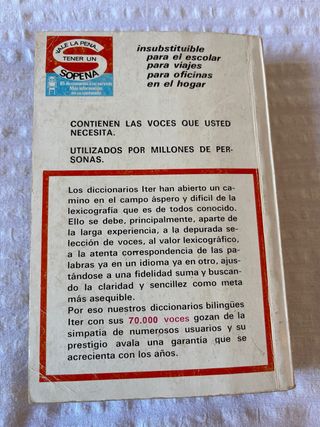 VALE LA PENA
TENER UN
SOPENA
insubstituíble
para el escolar
para viajes
para oficinas
en el hogar
CONTIENEN LAS VOCES QUE USTED
NECESITA.
UTILIZADOS POR MILLONES DE PER-
SONAS.
Los diccionarios Iter han abierto un ca-
mino en el campo áspero y difícil de la
lexicografía que es de todos conocido.
Ello se debe, principalmente, aparte de
la larga experiencia, a la depurada se-
lección de voces, al valor lexicográfico,
a la atenta correspondencia de las pa-
labras ya en un idioma ya en otro, ajus-
tándose a una fidelidad suma y buscan-
do la claridad y sencillez como meta
más asequible.
Por eso nuestros diccionarios bilingües
Iter con sus 70.000 voces gozan de la
simpatía de numerosos usuarios y su
prestigio avala una garantía que se
acrecienta con los años.